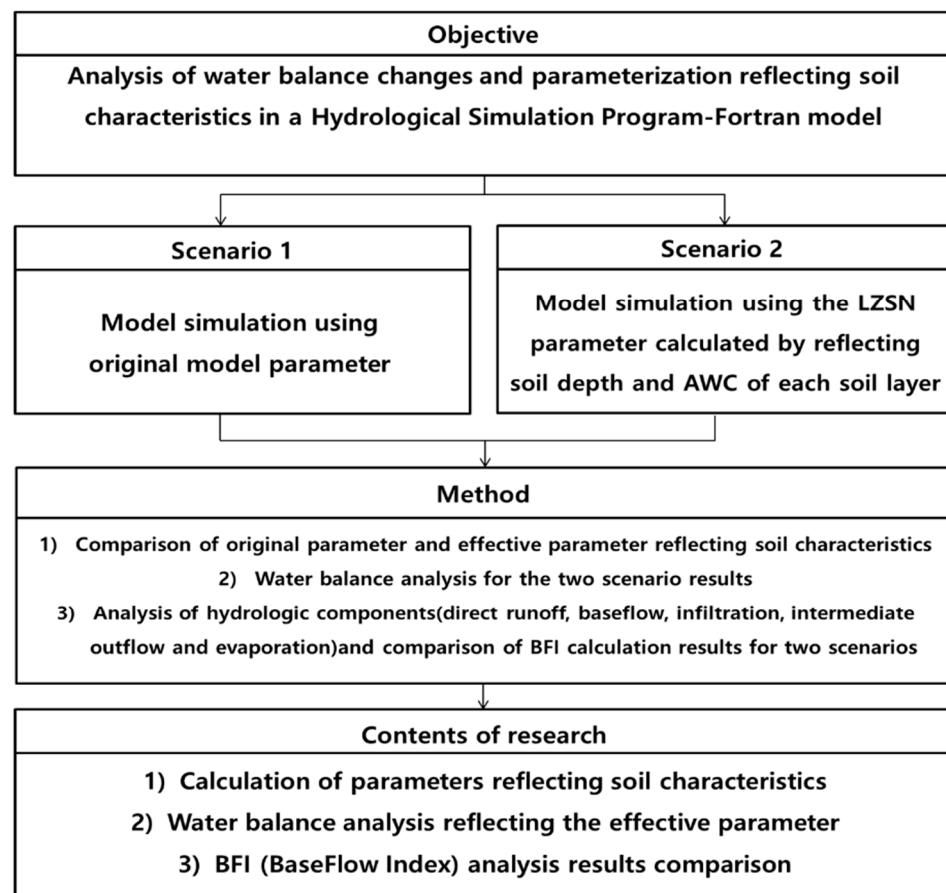 Objective
Analysis of water balance changes and parameterization reflecting soil
characteristics in a Hydrological Simulation Program-Fortran model
Scenario 1
Model simulation using
original model parameter
Scenario 2
Model simulation using the LZSN
parameter calculated by reflecting
soil depth and AWC of each soil layer
Method
1) Comparison of original parameter and effective parameter reflecting soil characteristics
2) Water balance analysis for the two scenario results
3) Analysis of hydrologic components(direct runoff, baseflow, infiltration, intermediate
outflow and evaporation)and comparison of BFI calculation results for two scenarios
Contents of research
1) Calculation of parameters reflecting soil characteristics
2) Water balance analysis reflecting the effective parameter
3) BFI (BaseFlow Index) analysis results comparison